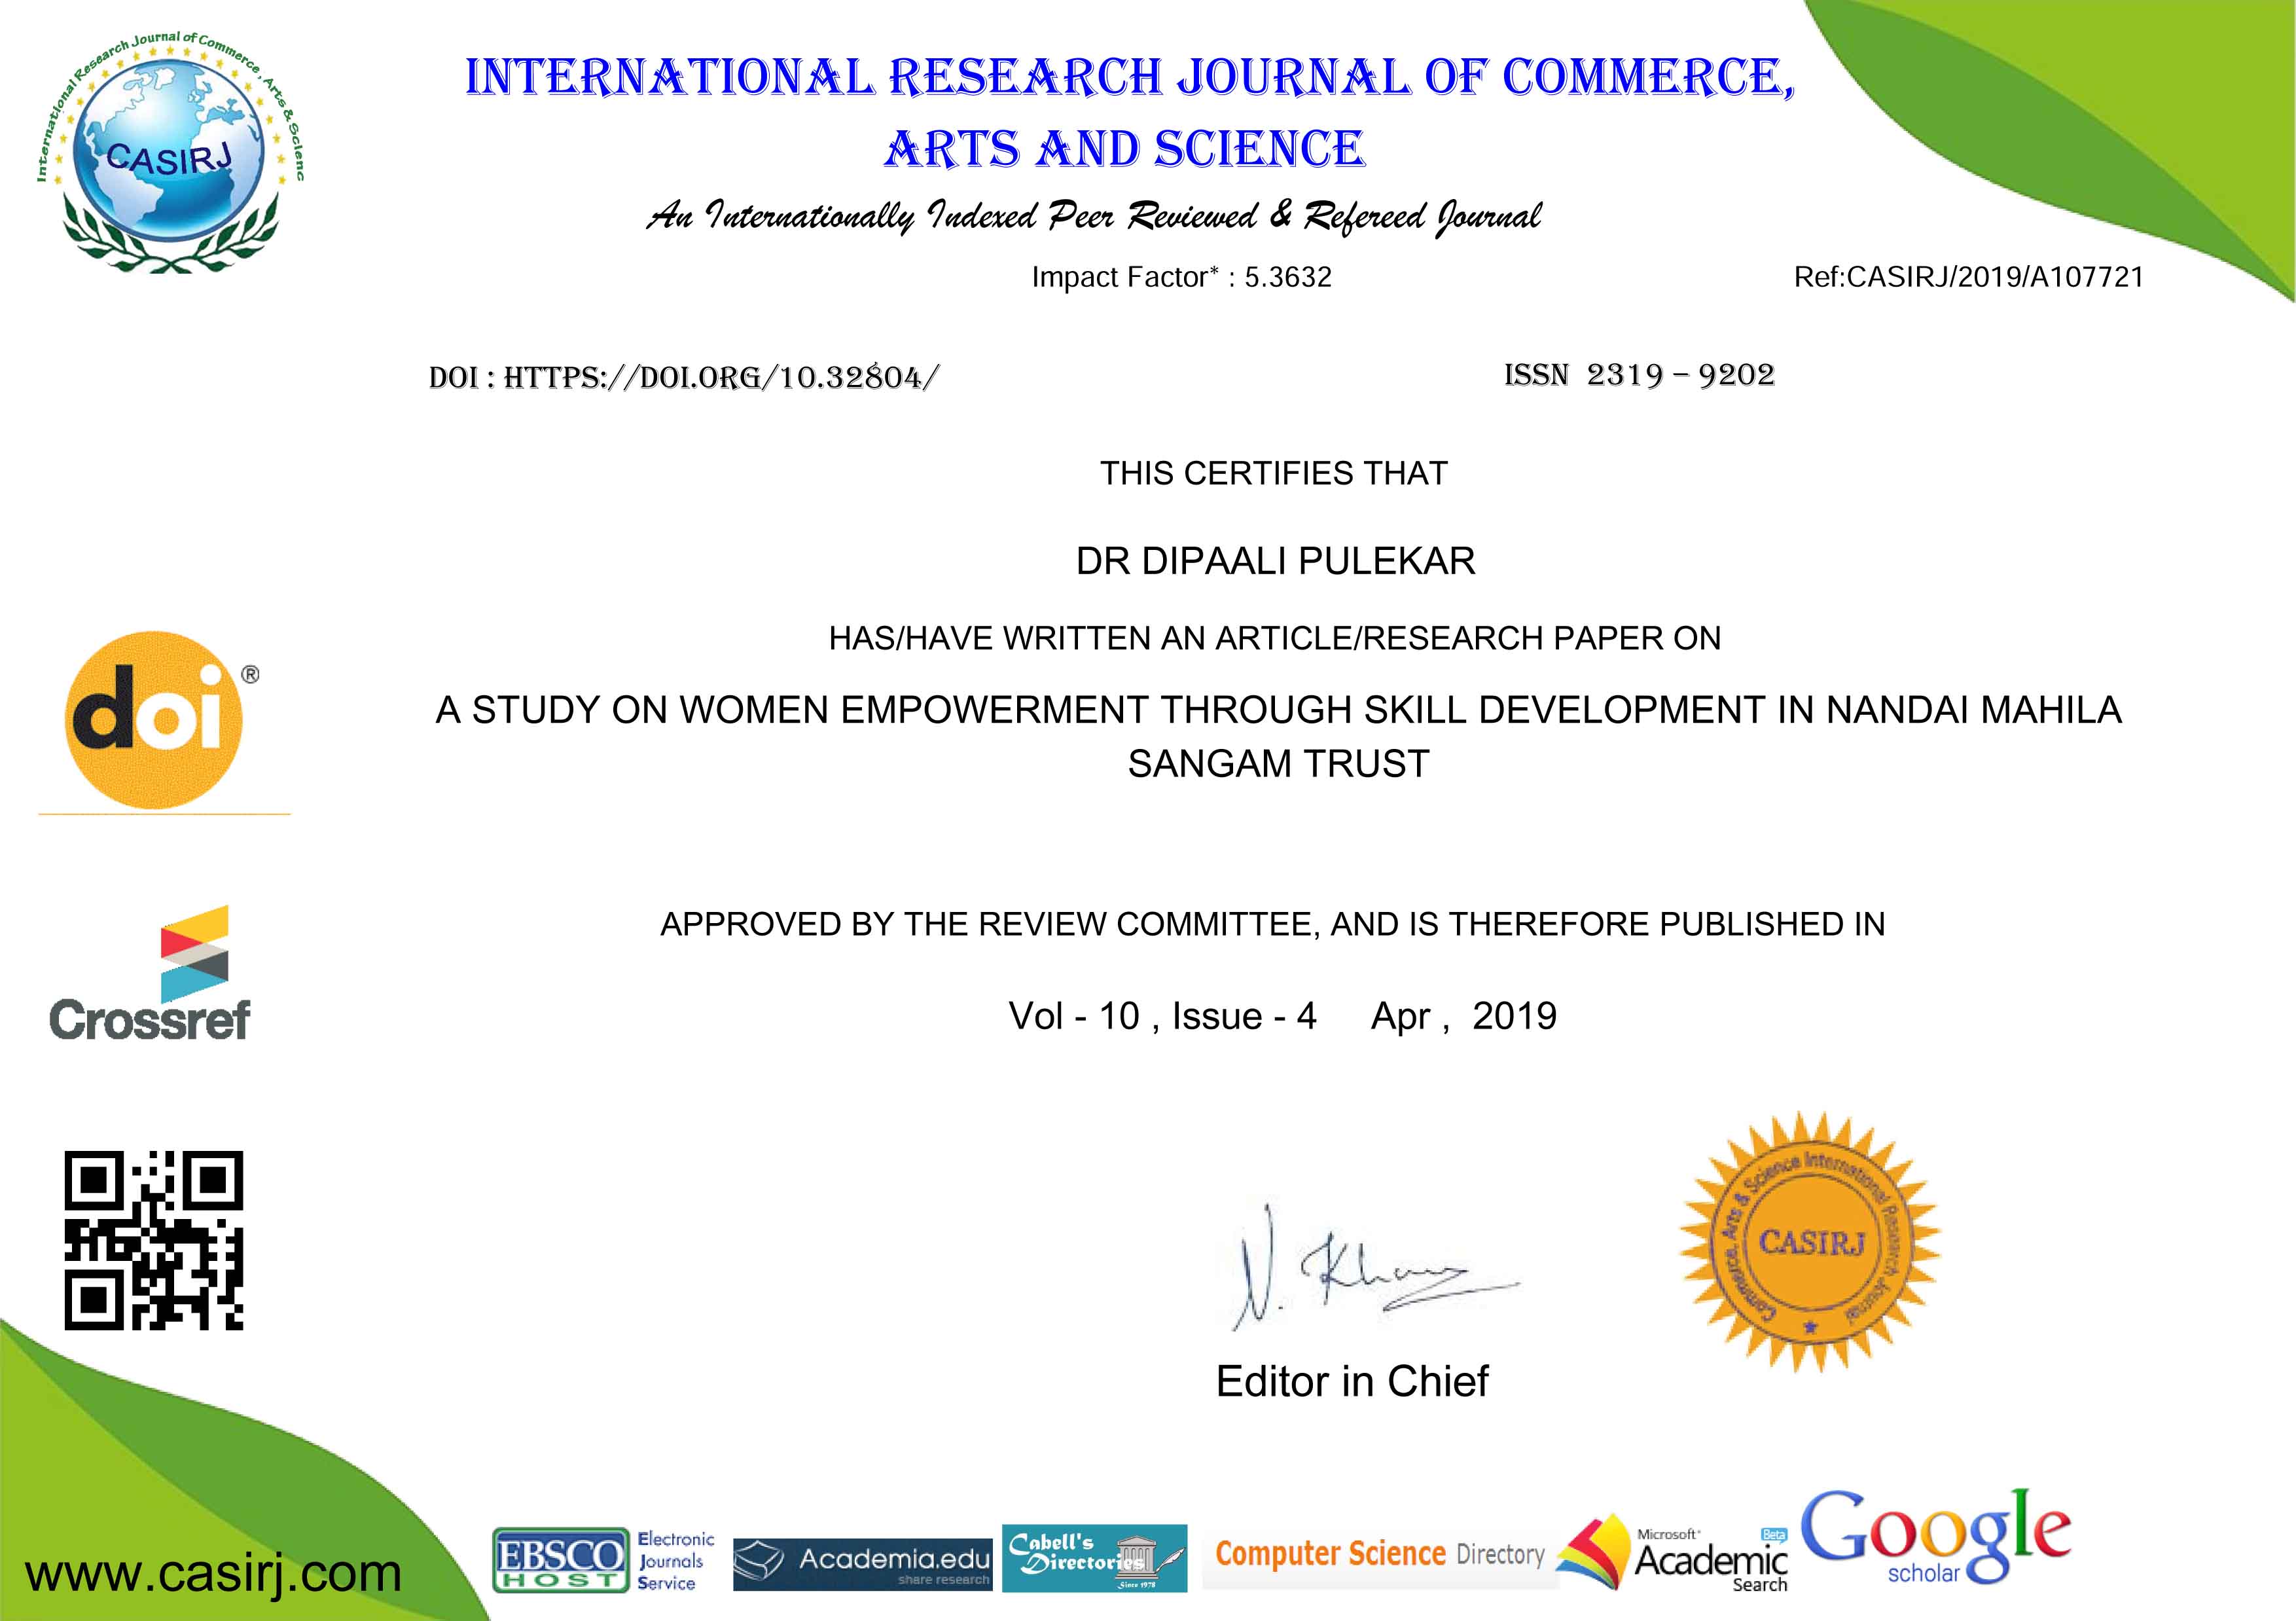 International Research Journal of Commerce , Arts & Scienc
CASIRJ
INTERNATIONAL RESEARCH JOURNAL OF COMMERCE,
ARTS AND SCIENCE
An Internationally Indexed Peer Reviewed & Refereed Journal
Impact Factor* : 5.3632
Ref:CASIRJ/2019/A107721
DOI : HTTPS://DOI.ORG/10.32804/
ISSN 2319 – 9202
THIS CERTIFIES THAT
DR DIPAALI PULEKAR
HAS/HAVE WRITTEN AN ARTICLE/RESEARCH PAPER ON
A STUDY ON WOMEN EMPOWERMENT THROUGH SKILL DEVELOPMENT IN NANDAI MAHILA
SANGAM TRUST
doi®
APPROVED BY THE REVIEW COMMITTEE, AND IS THEREFORE PUBLISHED IN
Crossref
Vol - 10 , Issue - 4 Apr , 2019
Commerce, Arts & Science International Research Journal
CASIRJ
N. Khan
Editor in Chief
www.casirj.com
EBSCO
HOST
Electronic
Journals
Service
Academia.edu
share research
Cabell's
Directories
Since 1978
Computer Science Directory
Microsoft
Academic
Search
Beta
Google
scholar